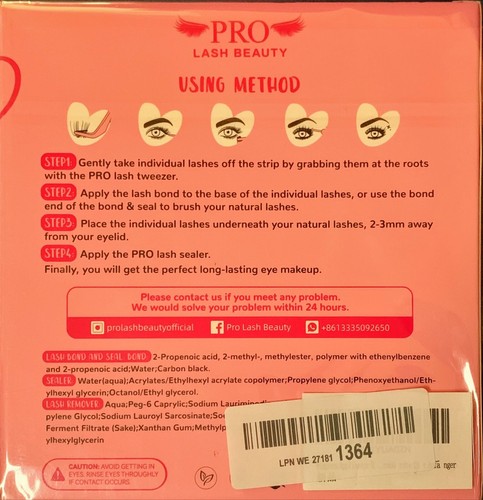 PRO
LASH BEAUTY
USING METHOD
STEP1. Gently take individual lashes off the strip by grabbing them at the roots
with the PRO lash tweezer.
STEP2. Apply the lash bond to the base of the individual lashes, or use the bond
end of the bond & seal to brush your natural lashes.
STEP3. Place the individual lashes underneath your natural lashes, 2-3mm away
from your eyelid.
STEP4. Apply the PRO lash sealer.
Finally, you will get the perfect long-lasting eye makeup.
Please contact us if you meet any problem.
We would solve your problem within 24 hours.
prolashbeautyofficial Pro Lash Beauty +8613335092650
LASH BOND AND SEAL BOND 2-Propenoic acid, 2-methyl-, methylester, polymer with ethenylbenzene
and 2-propenoic acid;Water;Carbon black.
SEALER Water(aqua);Acrylates/Ethylhexyl acrylate copolymer;Propylene glycol;Phenoxyethanol/Eth-
ylhexyl glycerin;Octanol/Ethyl glycerol.
LASH REMOVER Aqua;Peg-6 Caprylic;Sodium
pylene Glycol;Sodium Lauroyl Sarcosinate;
Ferment Filtrate (Sake);Xanthan Gum;
ylhexylglycerin
CAUTION: AVOID GETTING IN
EYES, RINSE EYES THROUGHLY
IF CONTACT OCCURS.
LPN WE 27181 1364